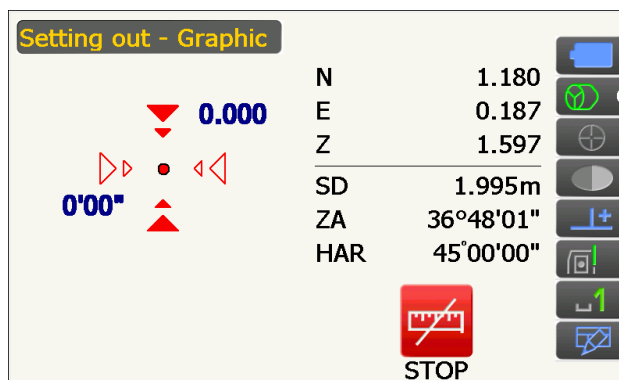 Setting out - Graphic
0.000
0'00"
N 1.180
E 0.187
Z 1.597
SD 1.995m
ZA 36°48'01"
HAR 45°00'00"
STOP
1